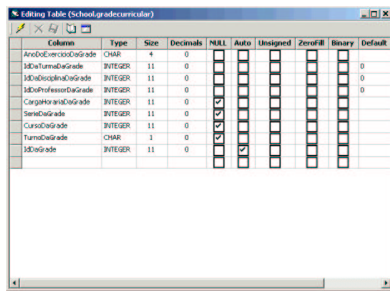 Editing Table (School.gradecurricular)
Column Type Size Decimals NULL Auto Unsigned ZeroFill Binary Default
AnoDoExercicioDaGrade CHAR 4 0
IdDaTurmaDaGrade INTEGER 11 0 0
IdDaDisciplinaDaGrade INTEGER 11 0 0
IdDoProfessorDaGrade INTEGER 11 0 0
CargaHorariaDaGrade INTEGER 11 0
SerieDaGrade INTEGER 11 0
CursoDaGrade INTEGER 11 0
TurnoDaGrade CHAR 1 0
IdDaGrade INTEGER 11 0